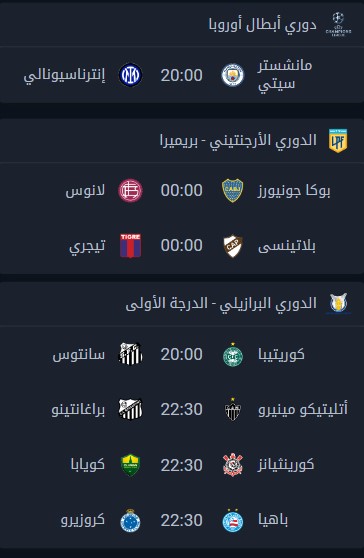 دوري أبطال أوروبا
مانشستر سيتي 20:00 إنترناسيونالي
الدوري الأرجنتيني - بريميرا
بوكا جونيورز 00:00 لانوس
بلاتينسى 00:00 تيجري
الدوري البرازيلي - الدرجة الأولى
كوريتيبا 20:00 سانتوس
أتليتيكو مينيرو 22:30 براغانتينو
كورينثيانز 22:30 كويابا
باهيا 22:30 كروزيرو